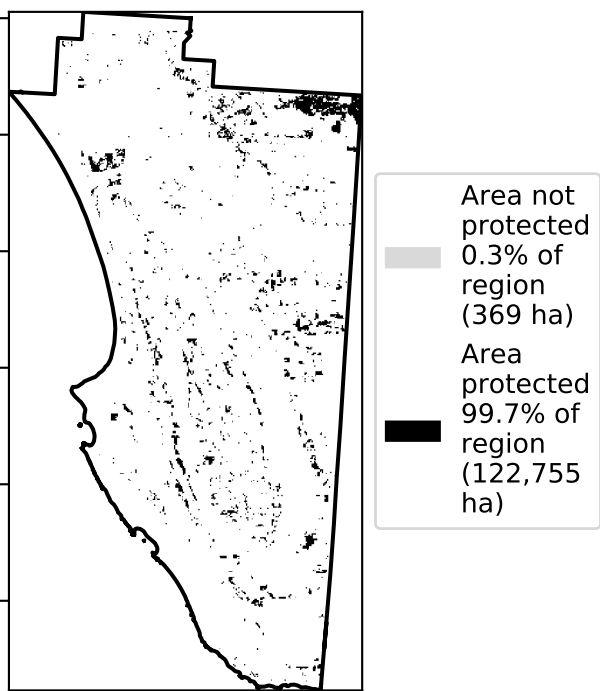 Area not
protected
0.3% of
region
(369 ha)
Area
protected
99.7% of
region
(122,755
ha)